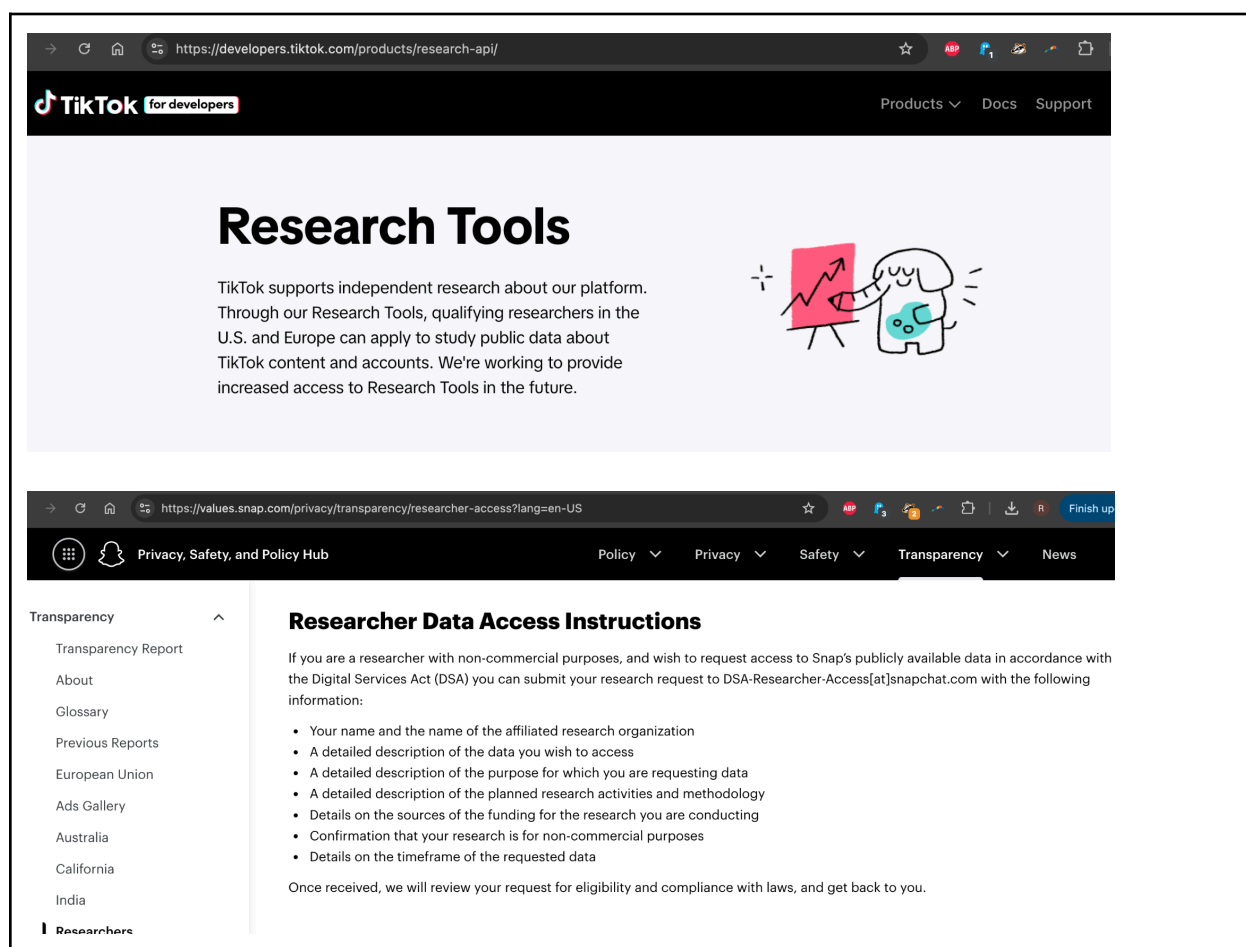 https://developers.tiktok.com/products/research-api/
ABP
1
TikTok for developers
Products
Docs
Support
Research Tools
TikTok supports independent research about our platform.
Through our Research Tools, qualifying researchers in the
U.S. and Europe can apply to study public data about
TikTok content and accounts. We're working to provide
increased access to Research Tools in the future.
https://values.snap.com/privacy/transparency/researcher-access?lang=en-US
ABP
3
2
R
Finish up
Privacy, Safety, and Policy Hub
Policy
Privacy
Safety
Transparency
News
Transparency
Transparency Report
About
Glossary
Previous Reports
European Union
Ads Gallery
Australia
California
India
Researchers
Researcher Data Access Instructions
If you are a researcher with non-commercial purposes, and wish to request access to Snap's publicly available data in accordance with
the Digital Services Act (DSA) you can submit your research request to DSA-Researcher-Access[at]snapchat.com with the following
information:
• Your name and the name of the affiliated research organization
• A detailed description of the data you wish to access
• A detailed description of the purpose for which you are requesting data
• A detailed description of the planned research activities and methodology
• Details on the sources of the funding for the research you are conducting
• Confirmation that your research is for non-commercial purposes
• Details on the timeframe of the requested data
Once received, we will review your request for eligibility and compliance with laws, and get back to you.